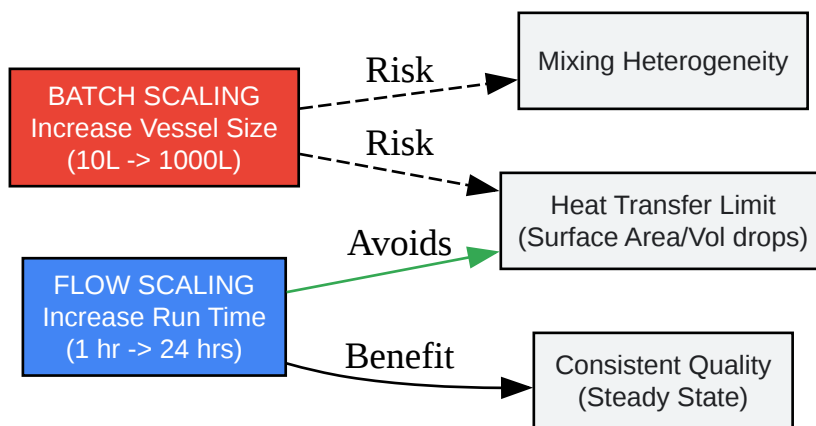 BATCH SCALING
Increase Vessel Size
(10L -> 1000L)
Risk
Mixing Heterogeneity
Risk
Heat Transfer Limit
(Surface Area/Vol drops)
FLOW SCALING
Increase Run Time
(1 hr -> 24 hrs)
Avoids
Benefit
Consistent Quality
(Steady State)